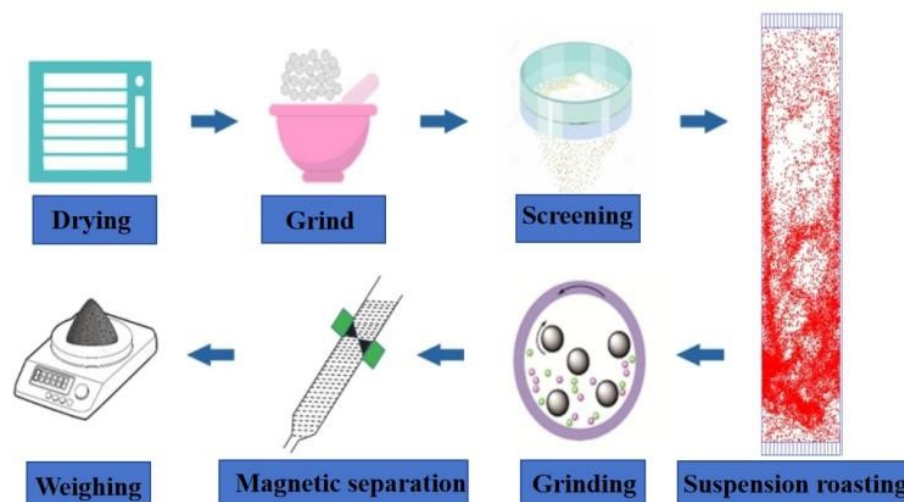 Drying
Grind
Screening
Weighing
Magnetic separation
Grinding
Suspension roasting